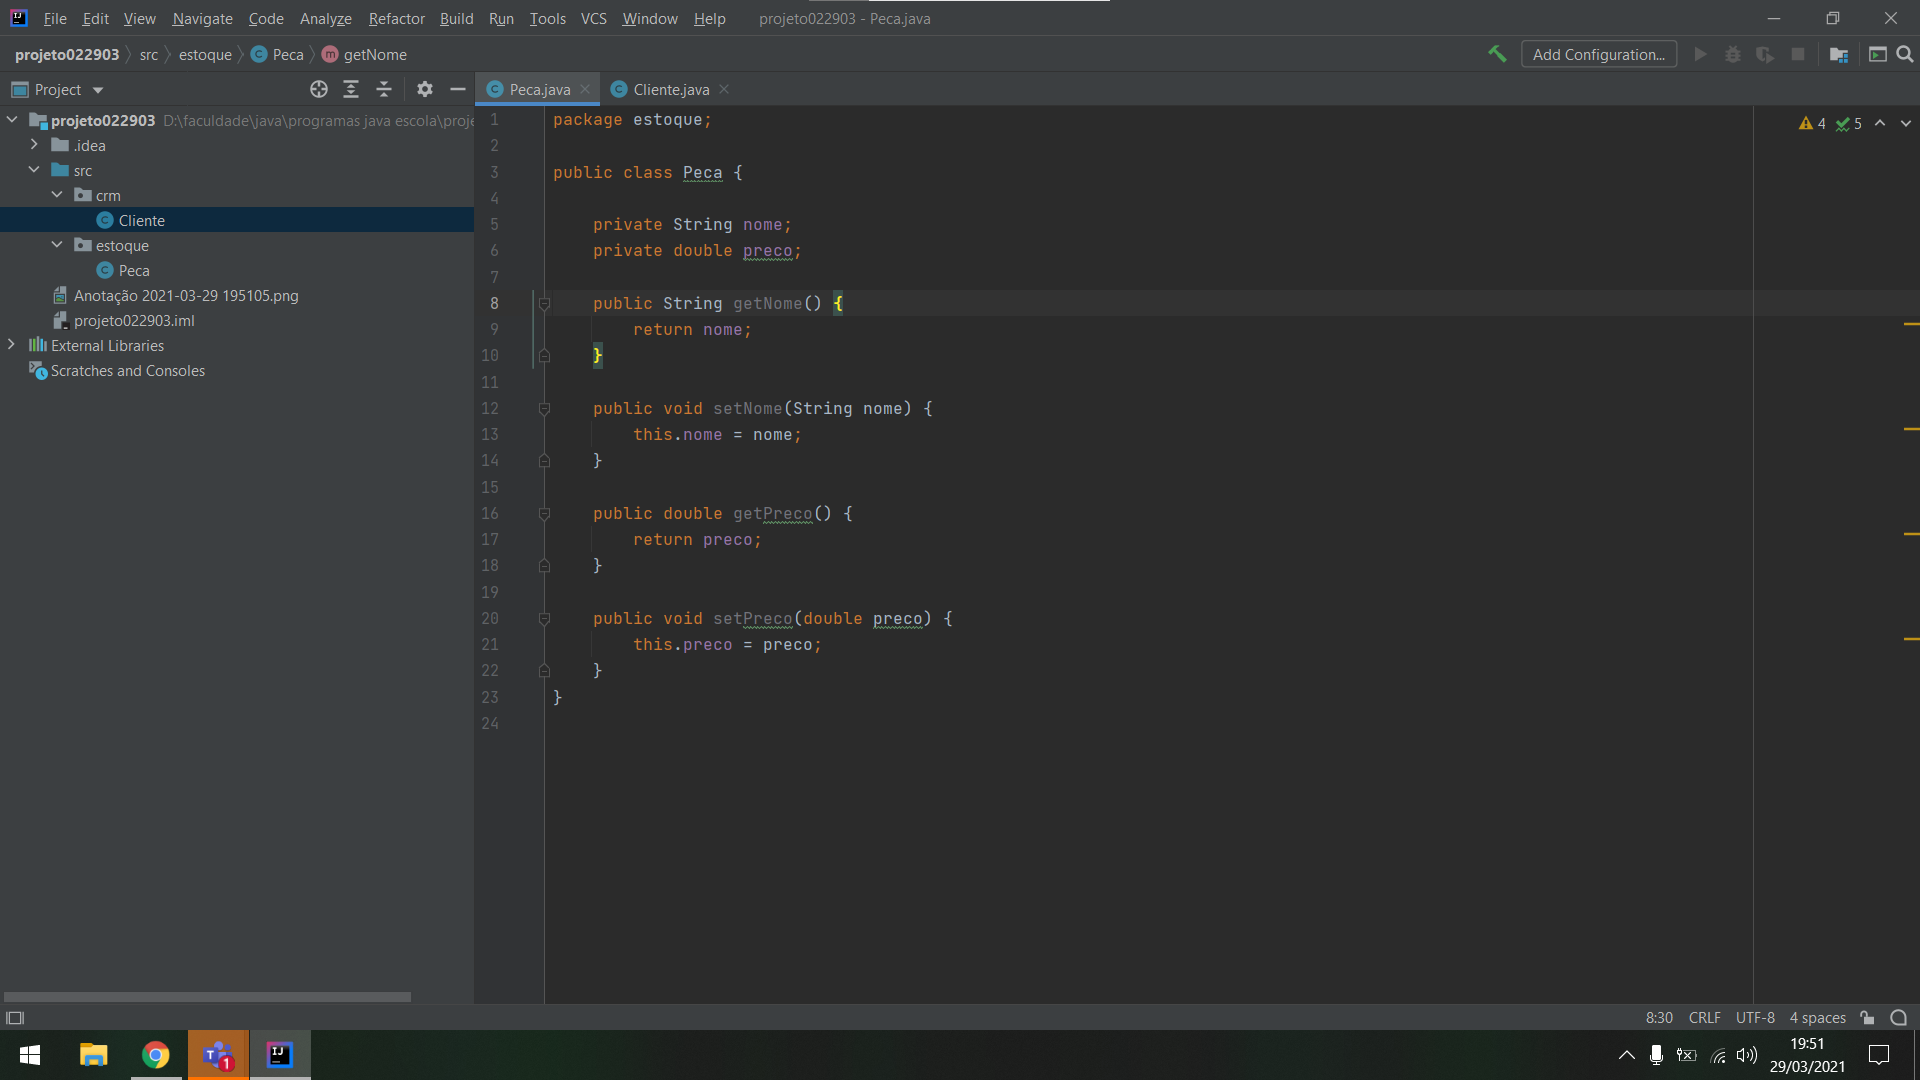 File Edit View Navigate Code Analyze Refactor Build Run Tools VCS Window Help projeto022903 - Peca.java
projeto022903 src estoque Peca getNome
Add Configuration...
Project
Peca.java Cliente.java
projeto022903 D:\faculdade\java\programas java escola\proje
.idea
src
crm
Cliente
estoque
Peca
Anotação 2021-03-29 195105.png
projeto022903.iml
External Libraries
Scratches and Consoles
4 5
1 package estoque;
2
3 public class Peca {
4
5 private String nome;
6 private double preco;
7
8 public String getNome() {
9 return nome;
10 }
11
12 public void setNome(String nome) {
13 this.nome = nome;
14 }
15
16 public double getPreco() {
17 return preco;
18 }
19
20 public void setPreco(double preco) {
21 this.preco = preco;
22 }
23 }
24
8:30 CRLF UTF-8 4 spaces
1
19:51
29/03/2021